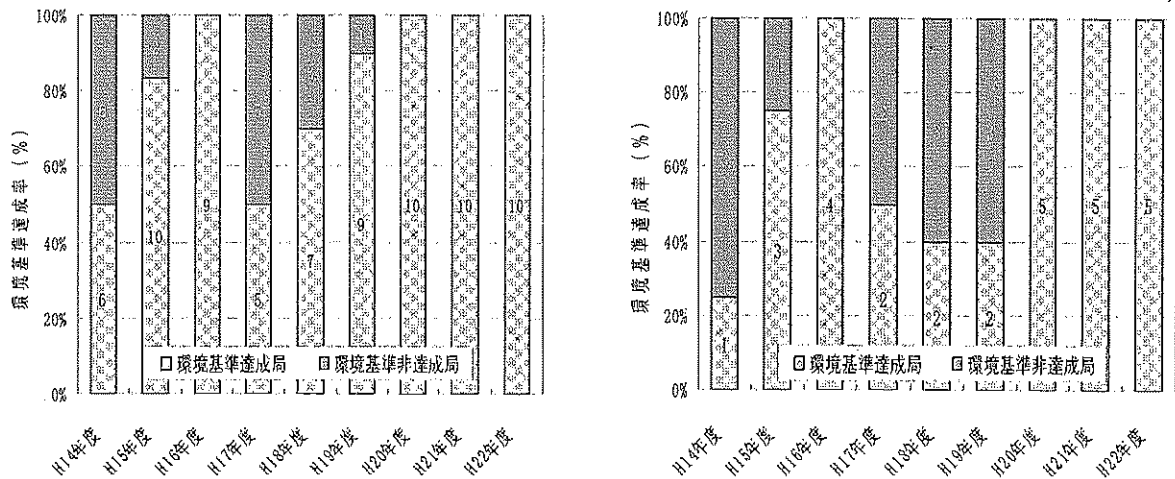 環境基準達成率 (%)
100%
80%
60%
40%
20%
0%
6
10
9
5
7
1
9
10
10
10
環境基準達成局 環境基準非達成局
H14年度
H15年度
H16年度
H17年度
H18年度
H19年度
H20年度
H21年度
H22年度
環境基準達成率 (%)
100%
80%
60%
40%
20%
0%
1
3
1
4
2
2
2
5
5
5
環境基準達成局 環境基準非達成局
H14年度
H15年度
H16年度
H17年度
H18年度
H19年度
H20年度
H21年度
H22年度